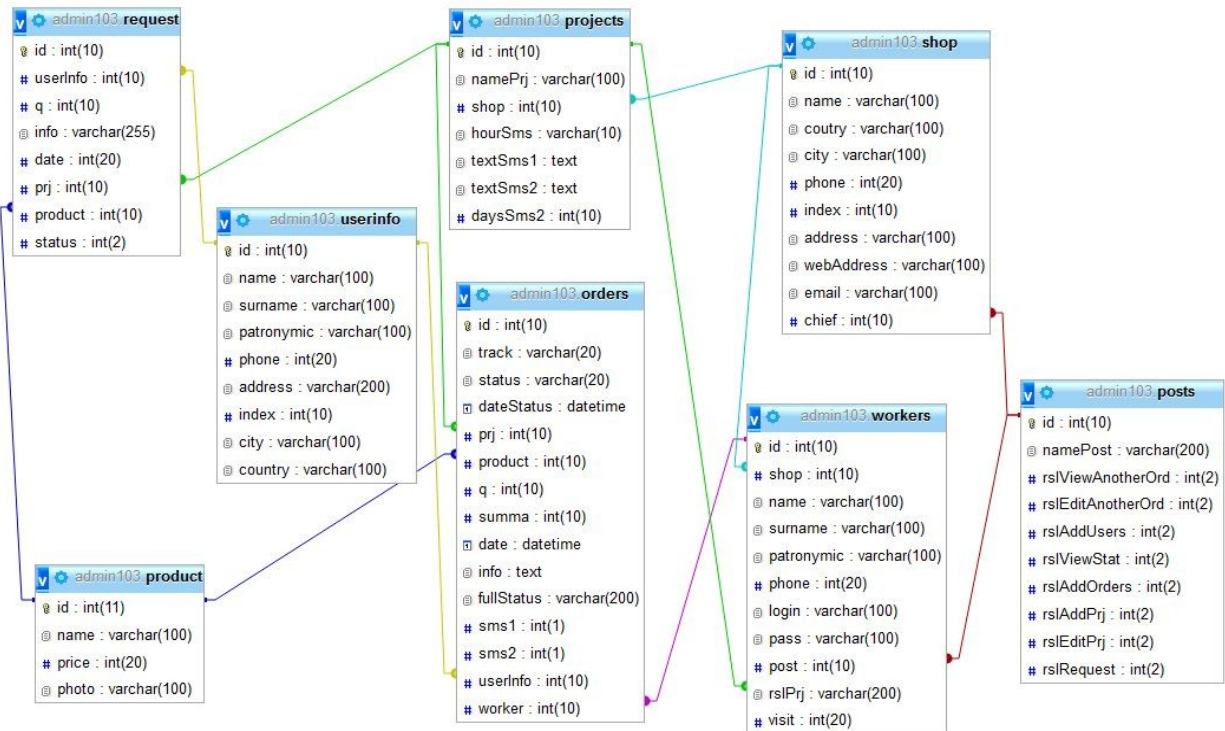 v admin103 request
id : int(10)
# userInfo : int(10)
# q : int(10)
info : varchar(255)
# date : int(20)
# prj : int(10)
# product : int(10)
# status : int(2)
v admin103 projects
id : int(10)
namePrj : varchar(100)
# shop : int(10)
hourSms : varchar(10)
textSms1 : text
textSms2 : text
# daysSms2 : int(10)
v admin103 shop
id : int(10)
name : varchar(100)
coutry : varchar(100)
city : varchar(100)
# phone : int(20)
# index : int(10)
address : varchar(100)
webAddress : varchar(100)
email : varchar(100)
# chief : int(10)
v admin103 userinfo
id : int(10)
name : varchar(100)
surname : varchar(100)
patronymic : varchar(100)
# phone : int(20)
address : varchar(200)
# index : int(10)
city : varchar(100)
country : varchar(100)
v admin103 orders
id : int(10)
track : varchar(20)
status : varchar(20)
dateStatus : datetime
# prj : int(10)
# product : int(10)
# q : int(10)
# summa : int(10)
date : datetime
info : text
fullStatus : varchar(200)
# sms1 : int(1)
# sms2 : int(1)
# userInfo : int(10)
# worker : int(10)
v admin103 workers
id : int(10)
# shop : int(10)
name : varchar(100)
surname : varchar(100)
patronymic : varchar(100)
# phone : int(20)
login : varchar(100)
pass : varchar(100)
# post : int(10)
rslPrj : varchar(200)
# visit : int(20)
v admin103 posts
id : int(10)
namePost : varchar(200)
# rslViewAnotherOrd : int(2)
# rslEditAnotherOrd : int(2)
# rslAddUsers : int(2)
# rslViewStat : int(2)
# rslAddOrders : int(2)
# rslAddPrj : int(2)
# rslEditPrj : int(2)
# rslRequest : int(2)
v admin103 product
id : int(11)
name : varchar(100)
# price : int(20)
photo : varchar(100)